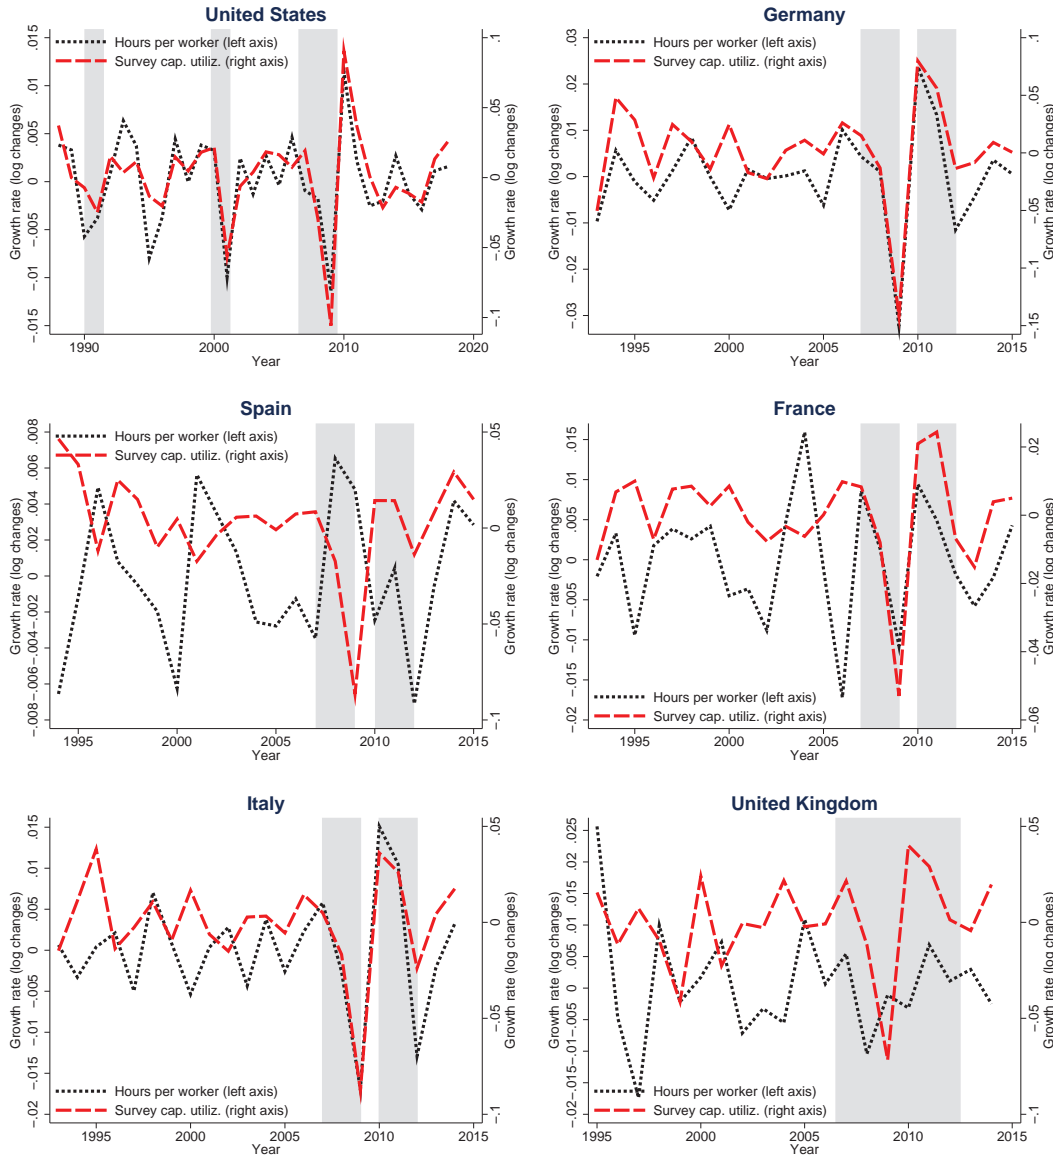 United States
Growth rate (log changes)
.015
.01
.005
0
-.005
-.01
-.015
Hours per worker (left axis)
Survey cap. utiliz. (right axis)
.1
.05
0
-.05
-.1
Growth rate (log changes)
1990
2000
2010
2020
Year
Germany
Growth rate (log changes)
.03
.02
.01
0
-.01
-.02
-.03
Hours per worker (left axis)
Survey cap. utiliz. (right axis)
.1
.05
0
-.05
-.1
-.15
Growth rate (log changes)
1995
2000
2005
2010
2015
Year
Spain
Growth rate (log changes)
.008
.006
.004
.002
0
-.002
-.004
-.006
-.008
Hours per worker (left axis)
Survey cap. utiliz. (right axis)
.05
0
-.05
-.1
Growth rate (log changes)
1995
2000
2005
2010
2015
Year
France
Growth rate (log changes)
.015
.01
.005
0
-.005
-.01
-.015
-.02
Hours per worker (left axis)
Survey cap. utiliz. (right axis)
.02
0
-.02
-.04
-.06
Growth rate (log changes)
1995
2000
2005
2010
2015
Year
Italy
Growth rate (log changes)
.015
.01
.005
0
-.005
-.01
-.015
-.02
Hours per worker (left axis)
Survey cap. utiliz. (right axis)
.05
0
-.05
-.1
Growth rate (log changes)
1995
2000
2005
2010
2015
Year
United Kingdom
Growth rate (log changes)
.025
.02
.015
.01
.005
0
-.005
-.01
-.015
-.02
Hours per worker (left axis)
Survey cap. utiliz. (right axis)
.05
0
-.05
-.1
Growth rate (log changes)
1995
2000
2005
2010
2015
Year